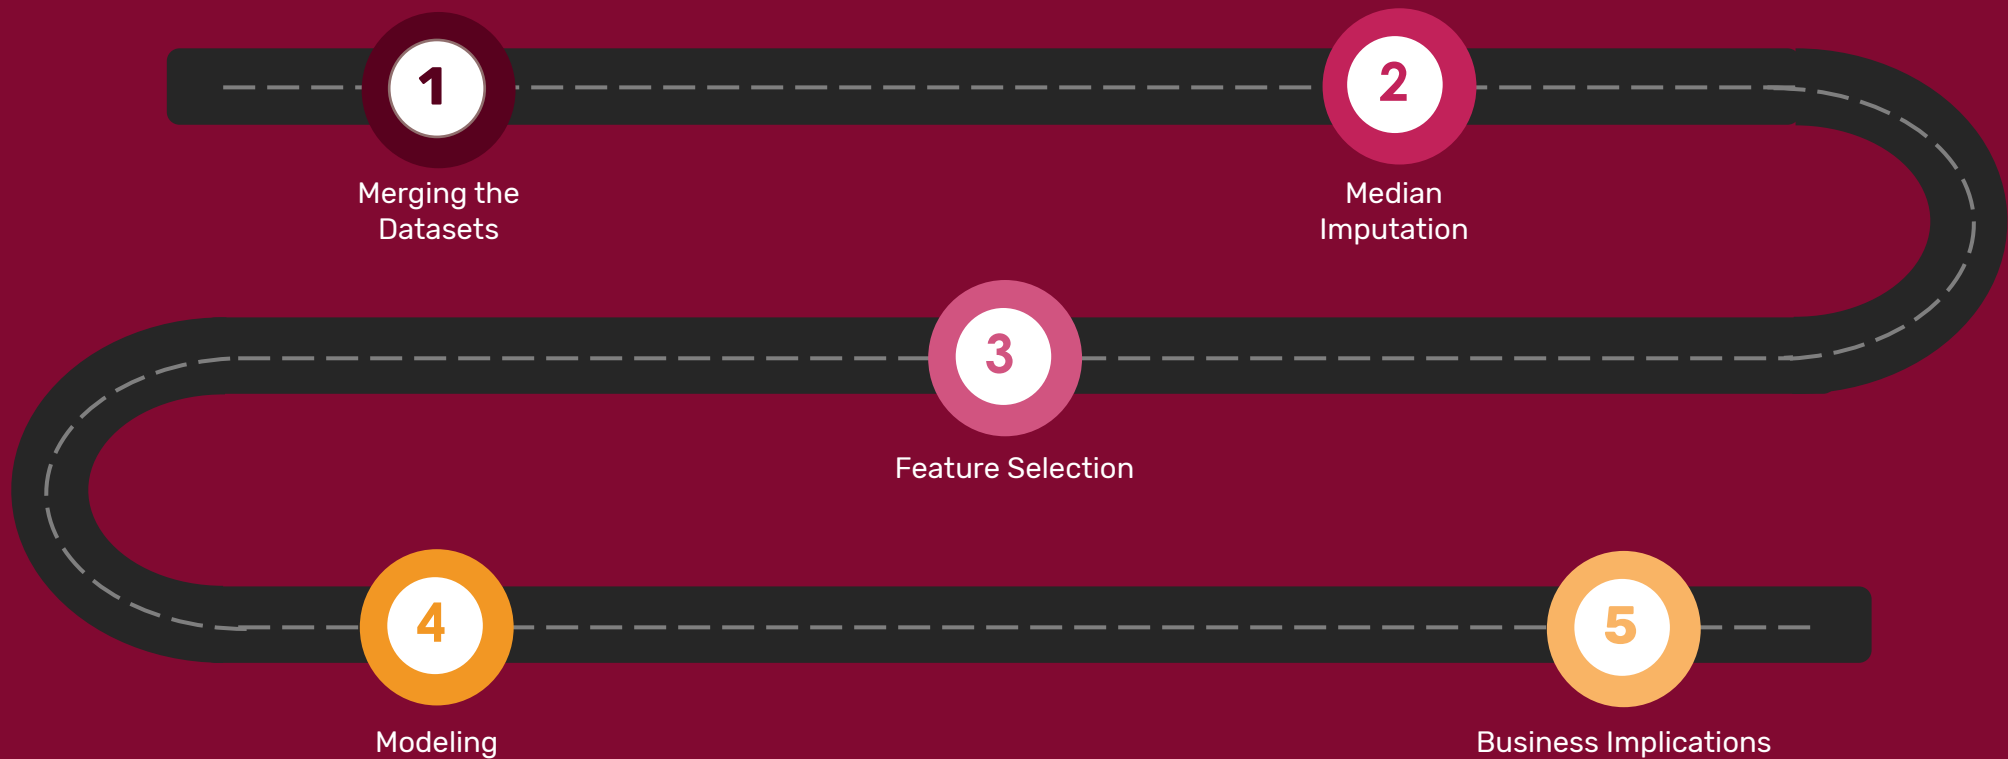 1
Merging the
Datasets
2
Median
Imputation
3
Feature Selection
4
Modeling
5
Business Implications